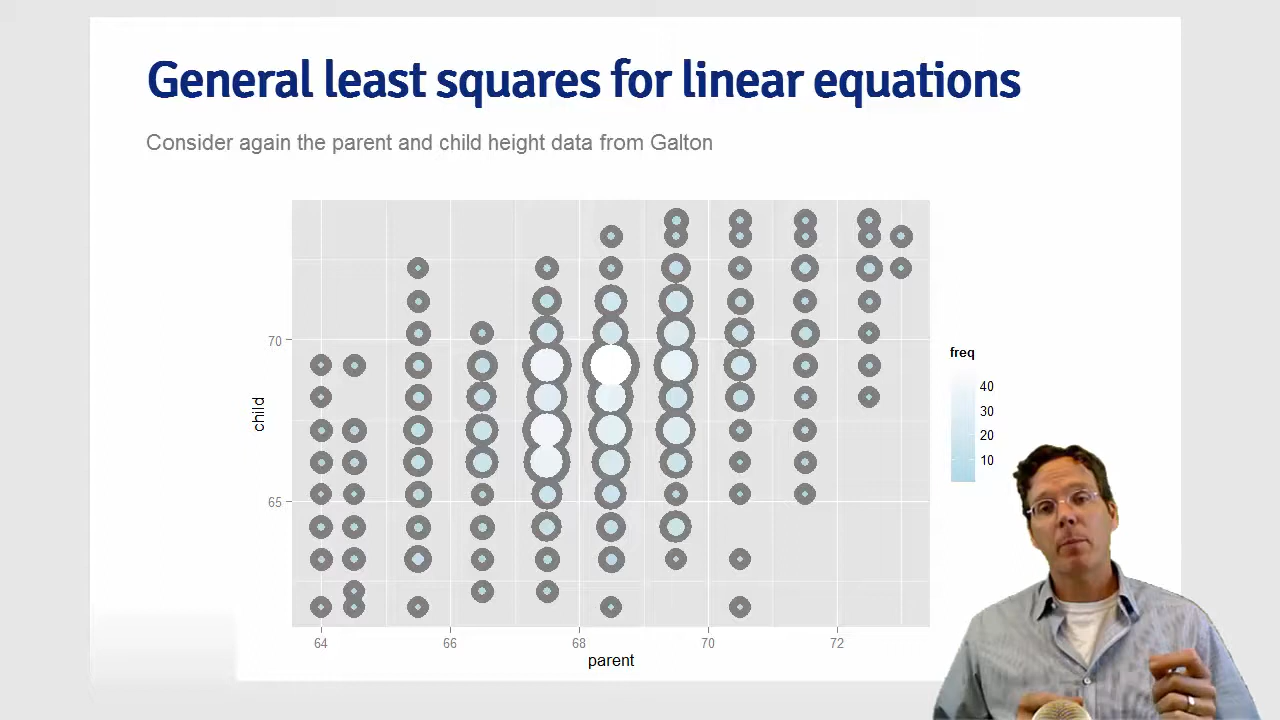 General least squares for linear equations
Consider again the parent and child height data from Galton
70
65
child
64 66 68 70 72
parent
freq
40
30
20
10